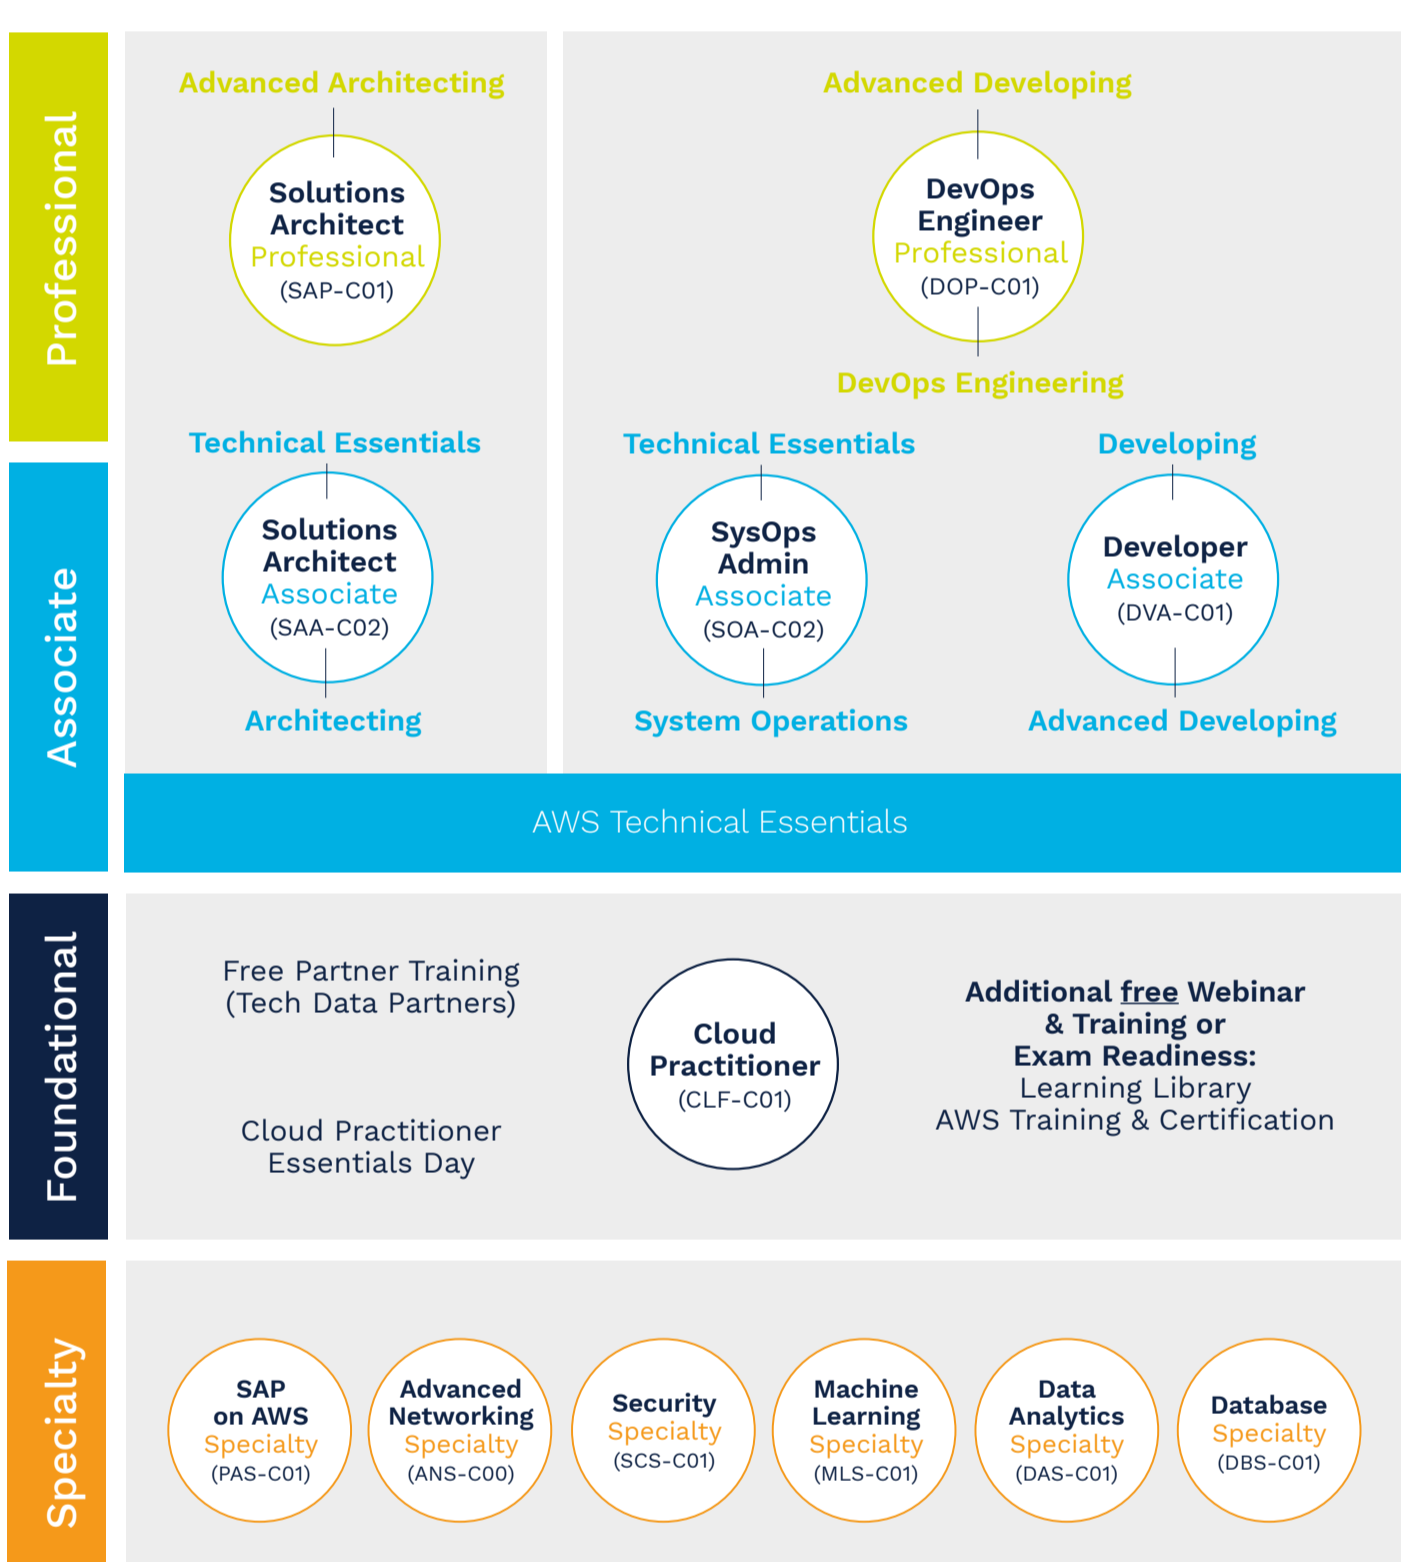 Professional
Advanced Architecting
Solutions
Architect
Professional
(SAP-C01)
Advanced Developing
DevOps
Engineer
Professional
(DOP-C01)
DevOps Engineering
Associate
Technical Essentials
Solutions
Architect
Associate
(SAA-C02)
Architecting
Technical Essentials
SysOps
Admin
Associate
(SOA-C02)
System Operations
Developing
Developer
Associate
(DVA-C01)
Advanced Developing
AWS Technical Essentials
Foundational
Free Partner Training
(Tech Data Partners)
Cloud Practitioner
Essentials Day
Cloud
Practitioner
(CLF-C01)
Additional free Webinar
& Training or
Exam Readiness:
Learning Library
AWS Training & Certification
Specialty
SAP
on AWS
Specialty
(PAS-C01)
Advanced
Networking
Specialty
(ANS-C00)
Security
Specialty
(SCS-C01)
Machine
Learning
Specialty
(MLS-C01)
Data
Analytics
Specialty
(DAS-C01)
Database
Specialty
(DBS-C01)